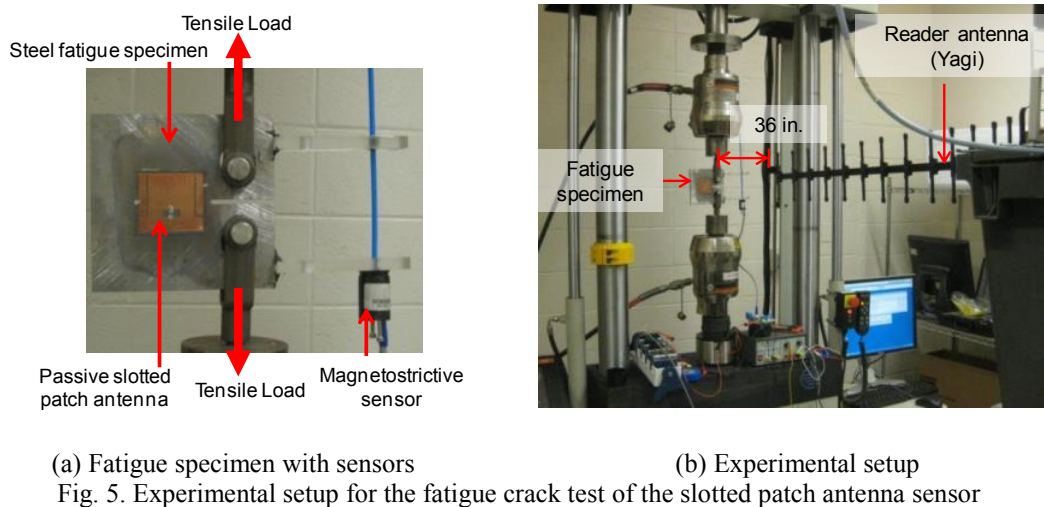 Tensile Load
Steel fatigue specimen
Passive slotted
patch antenna
Tensile Load
Magnetostrictive
sensor
Reader antenna
(Yagi)
36 in.
Fatigue
specimen
(a) Fatigue specimen with sensors
(b) Experimental setup
Fig. 5. Experimental setup for the fatigue crack test of the slotted patch antenna sensor